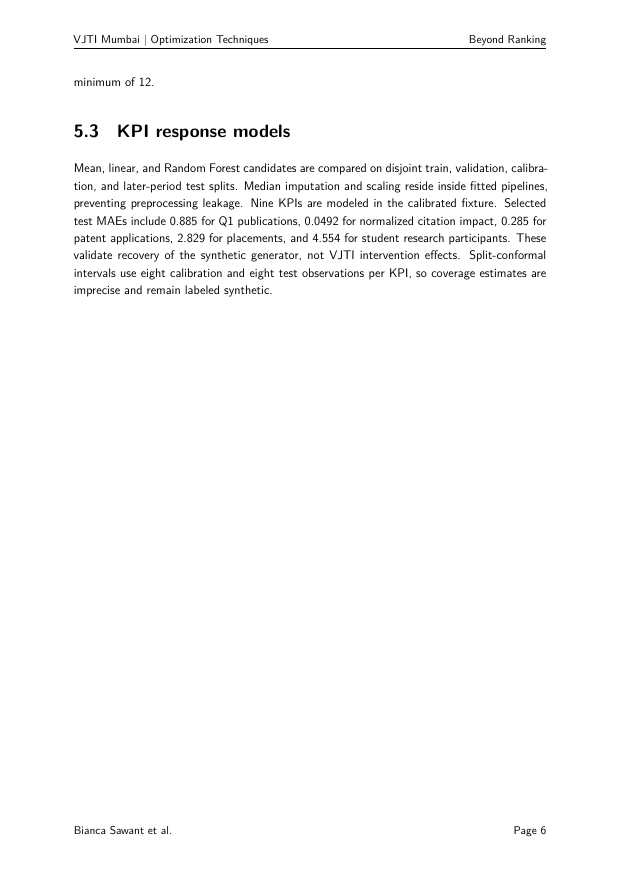 VJTI Mumbai | Optimization Techniques
Beyond Ranking
minimum of 12.
5.3 KPI response models
Mean, linear, and Random Forest candidates are compared on disjoint train, validation, calibra-
tion, and later-period test splits. Median imputation and scaling reside inside fitted pipelines,
preventing preprocessing leakage. Nine KPIs are modeled in the calibrated fixture. Selected
test MAEs include 0.885 for Q1 publications, 0.0492 for normalized citation impact, 0.285 for
patent applications, 2.829 for placements, and 4.554 for student research participants. These
validate recovery of the synthetic generator, not VJTI intervention effects. Split-conformal
intervals use eight calibration and eight test observations per KPI, so coverage estimates are
imprecise and remain labeled synthetic.
Bianca Sawant et al.
Page 6